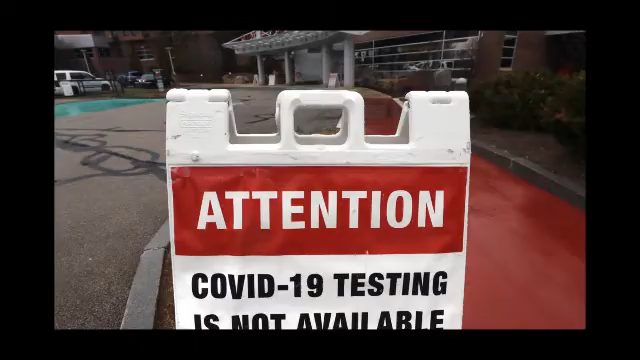 ATTENTION
COVID-19 TESTING
IS NOT AVAILABLE